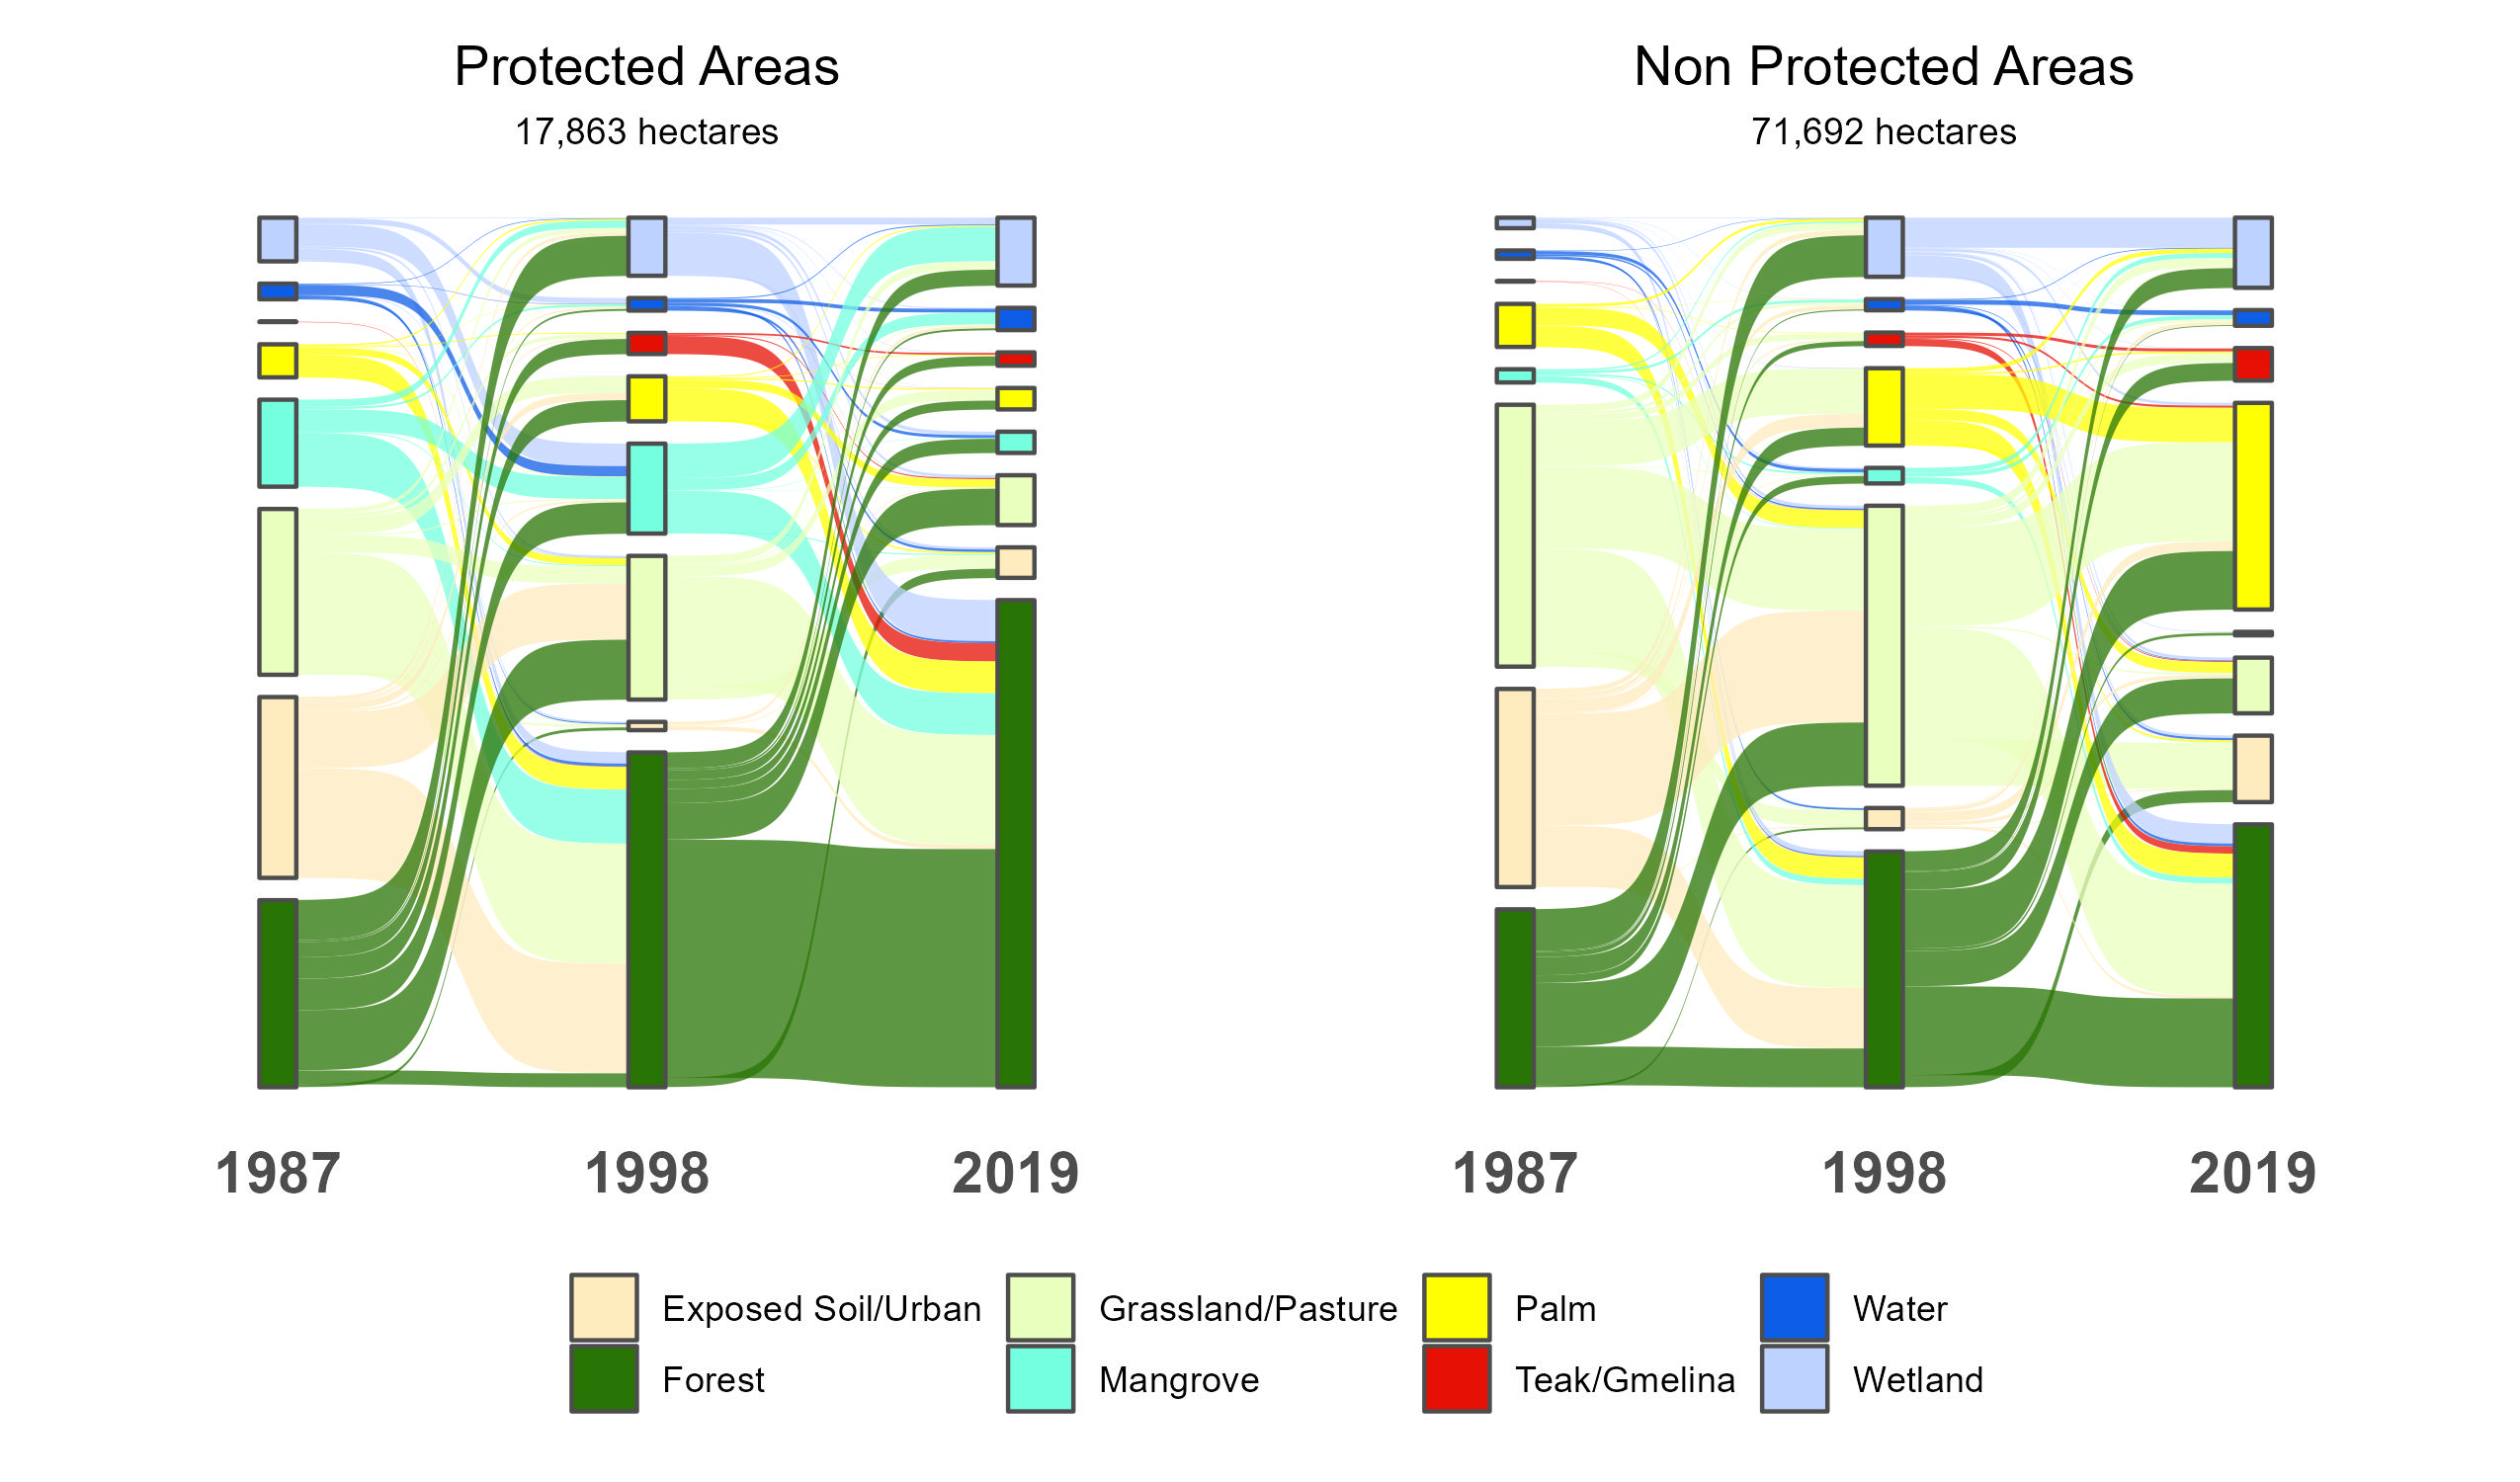 Protected Areas
17,863 hectares
Non Protected Areas
71,692 hectares
1987 1998 2019
1987 1998 2019
Exposed Soil/Urban Grassland/Pasture Palm Water
Forest Mangrove Teak/Gmelina Wetland